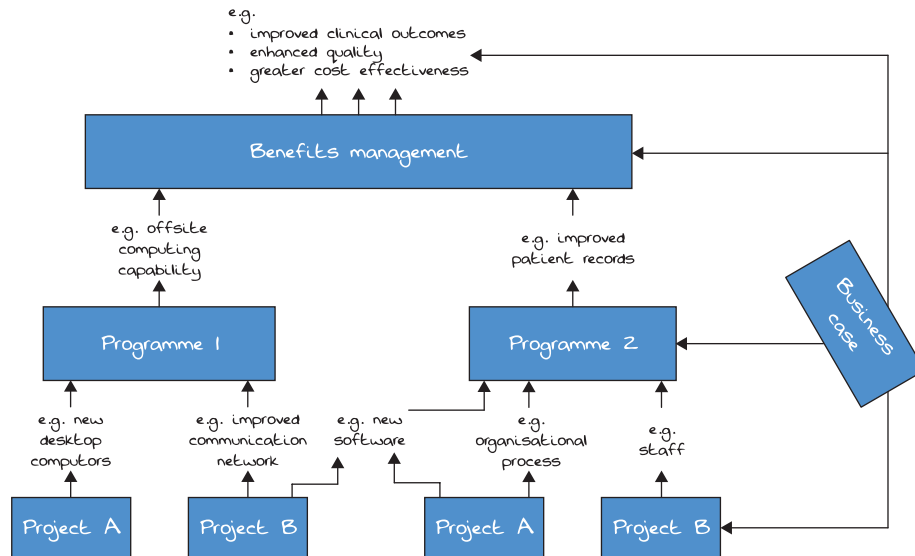 e.g.
• improved clinical outcomes
• enhanced quality
• greater cost effectiveness
Benefits management
e.g. offsite
computing
capability
e.g. improved
patient records
Business
case
Programme 1
Programme 2
e.g. new
desktop
computors
e.g. improved
communication
network
e.g. new
software
e.g.
organisational
process
e.g.
staff
Project A
Project B
Project A
Project B